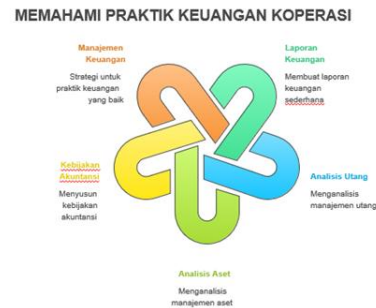 MEMAHAMI PRAKTIK KEUANGAN KOPERASI
Manajemen
Keuangan
Strategi untuk
praktik keuangan
yang baik
Laporan
Keuangan
Membuat laporan
keuangan
sederhana
Kebijakan
Akuntansi
Menyusun
kebijakan
akuntansi
Analisis Utang
Menganalisis
manajemen utang
Analisis Aset
Menganalisis
manajemen aset